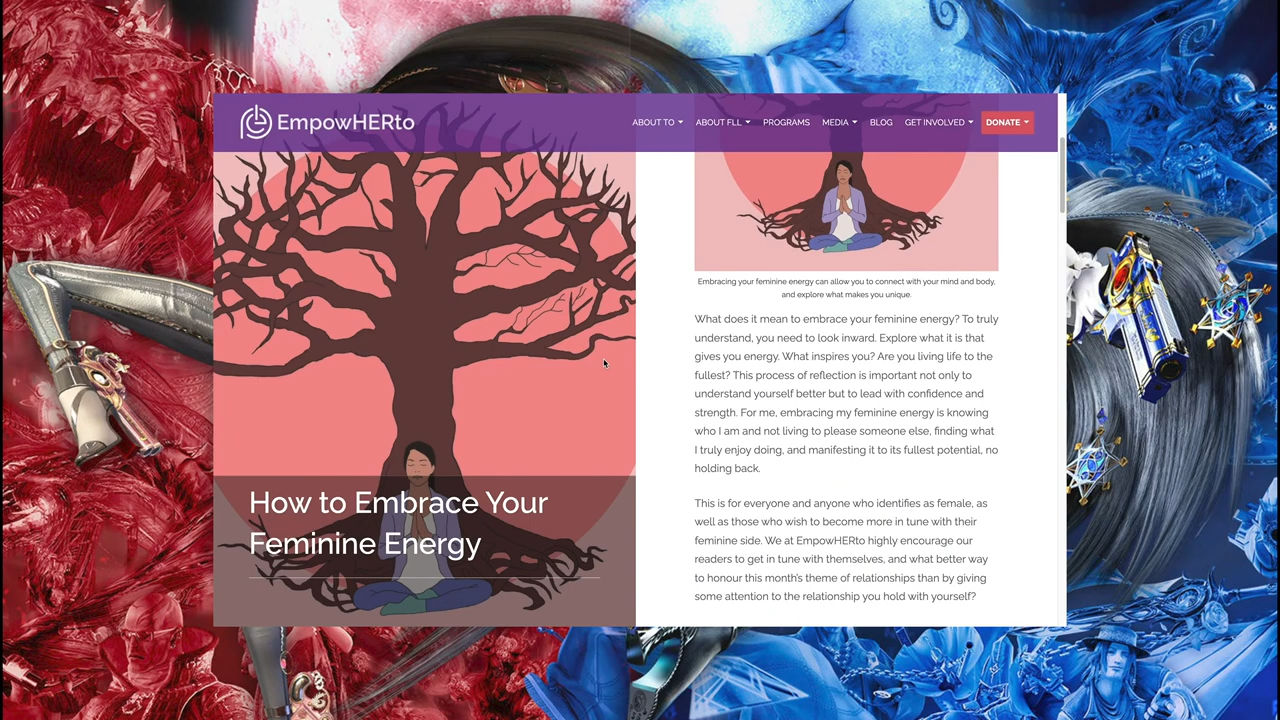 EmpowHERto
ABOUT TO
ABOUT FLL
PROGRAMS
MEDIA
BLOG
GET INVOLVED
DONATE
How to Embrace Your
Feminine Energy
Embracing your feminine energy can allow you to connect with your mind and body,
and explore what makes you unique.
What does it mean to embrace your feminine energy? To truly
understand, you need to look inward. Explore what it is that
gives you energy. What inspires you? Are you living life to the
fullest? This process of reflection is important not only to
understand yourself better but to lead with confidence and
strength. For me, embracing my feminine energy is knowing
who I am and not living to please someone else, finding what
I truly enjoy doing, and manifesting it to its fullest potential, no
holding back.
This is for everyone and anyone who identifies as female, as
well as those who wish to become more in tune with their
feminine side. We at EmpowHERto highly encourage our
readers to get in tune with themselves, and what better way
to honour this month's theme of relationships than by giving
some attention to the relationship you hold with yourself?